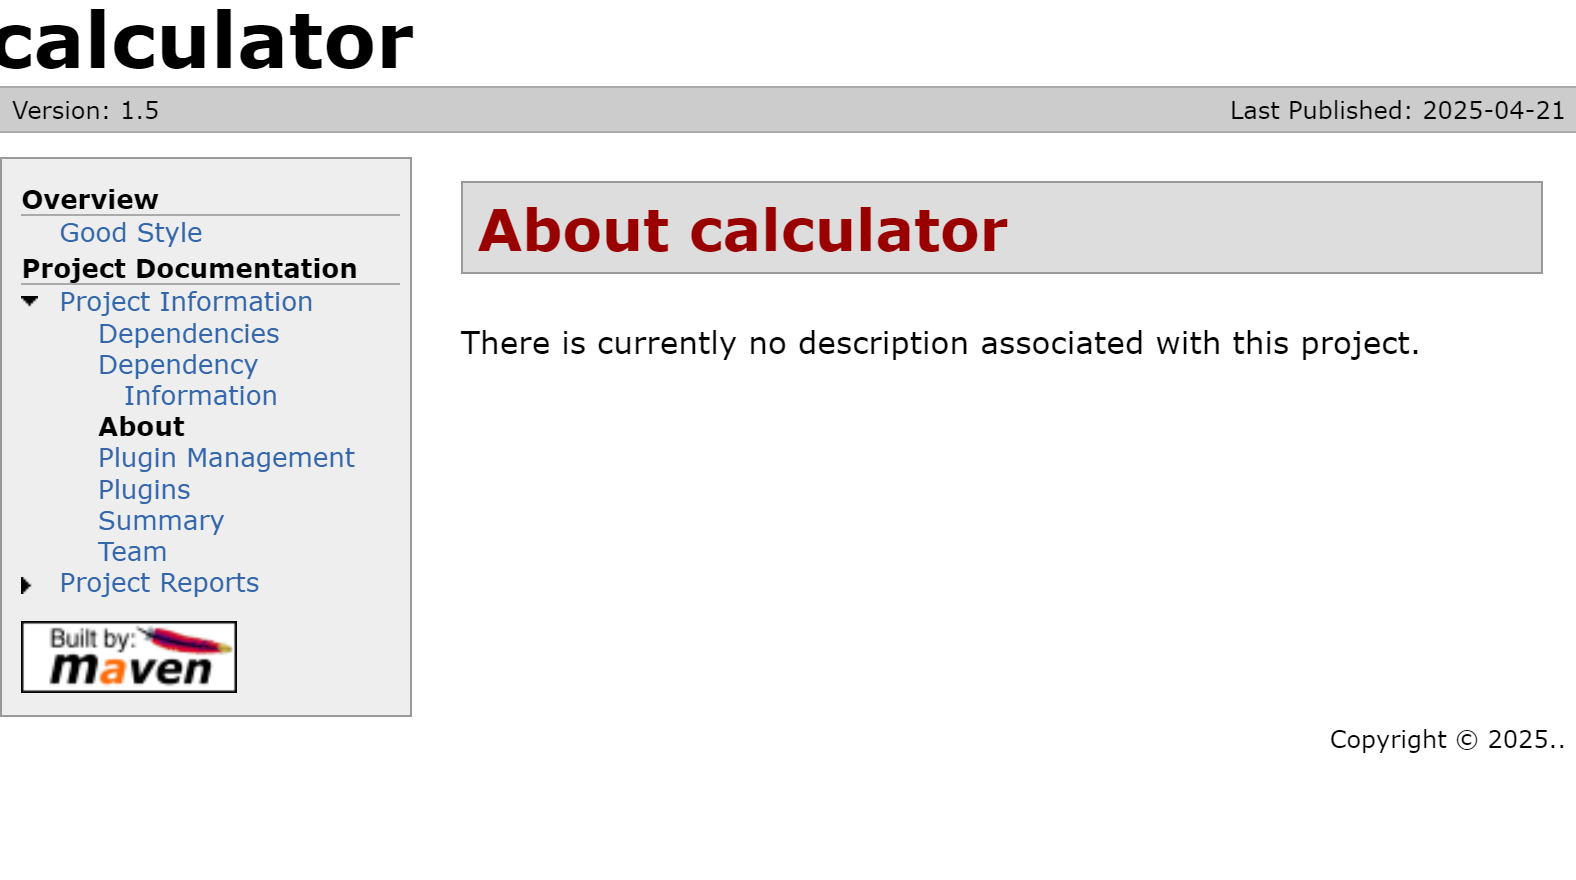 calculator
Version: 1.5
Last Published: 2025-04-21
Overview
Good Style
Project Documentation
Project Information
Dependencies
Dependency
Information
About
Plugin Management
Plugins
Summary
Team
Project Reports
Built by:
maven
About calculator
There is currently no description associated with this project.
Copyright © 2025..